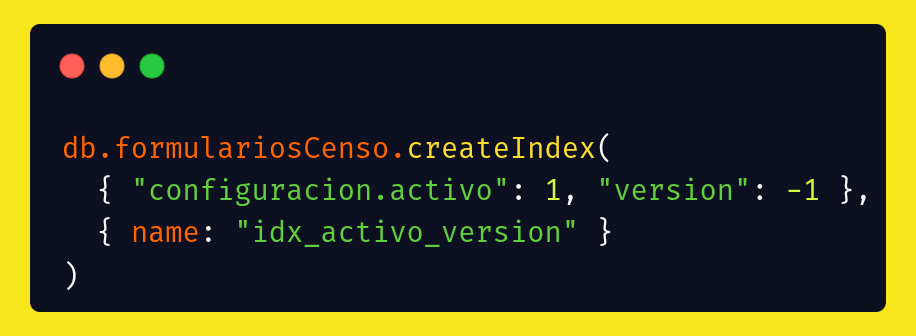 db.formulariosCenso.createIndex(
  { "configuracion.activo": 1, "version": -1 },
  { name: "idx_activo_version" }
)